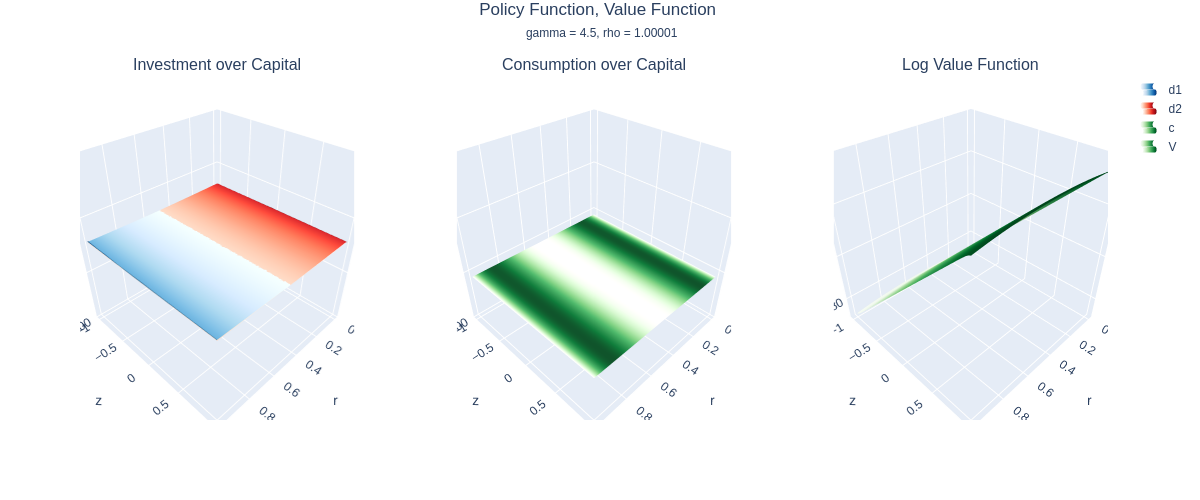 Policy Function, Value Function
gamma = 4.5, rho = 1.00001
Investment over Capital
Consumption over Capital
Log Value Function
d1
d2
c
V
−0.5
0
0.5
z
0
0.2
0.4
0.6
0.8
r
−0.5
0
0.5
z
0
0.2
0.4
0.6
0.8
r
−1
−0.5
0
0.5
z
0
0.2
0.4
0.6
0.8
r